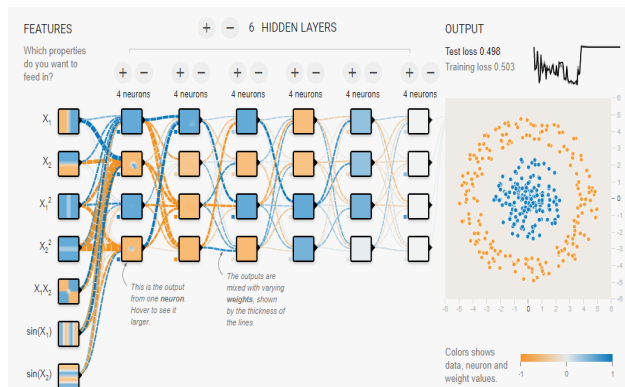 FEATURES
+ − 6 HIDDEN LAYERS
OUTPUT
Which properties
do you want to
feed in?
Test loss 0.498
Training loss 0.503
+ − + − + − + − + − + −
4 neurons 4 neurons 4 neurons 4 neurons 4 neurons 4 neurons
X₁
X₂
X₁²
X₂²
X₁X₂
sin(X₁)
sin(X₂)
This is the output
from one neuron.
Hover to see it
larger.
The outputs are
mixed with varying
weights, shown
by the thickness of
the lines.
6
5
4
3
2
1
0
-1
-2
-3
-4
-5
-6
-6 -5 -4 -3 -2 -1 0 1 2 3 4 5 6
Colors shows
data, neuron and
weight values.
-1 0 1